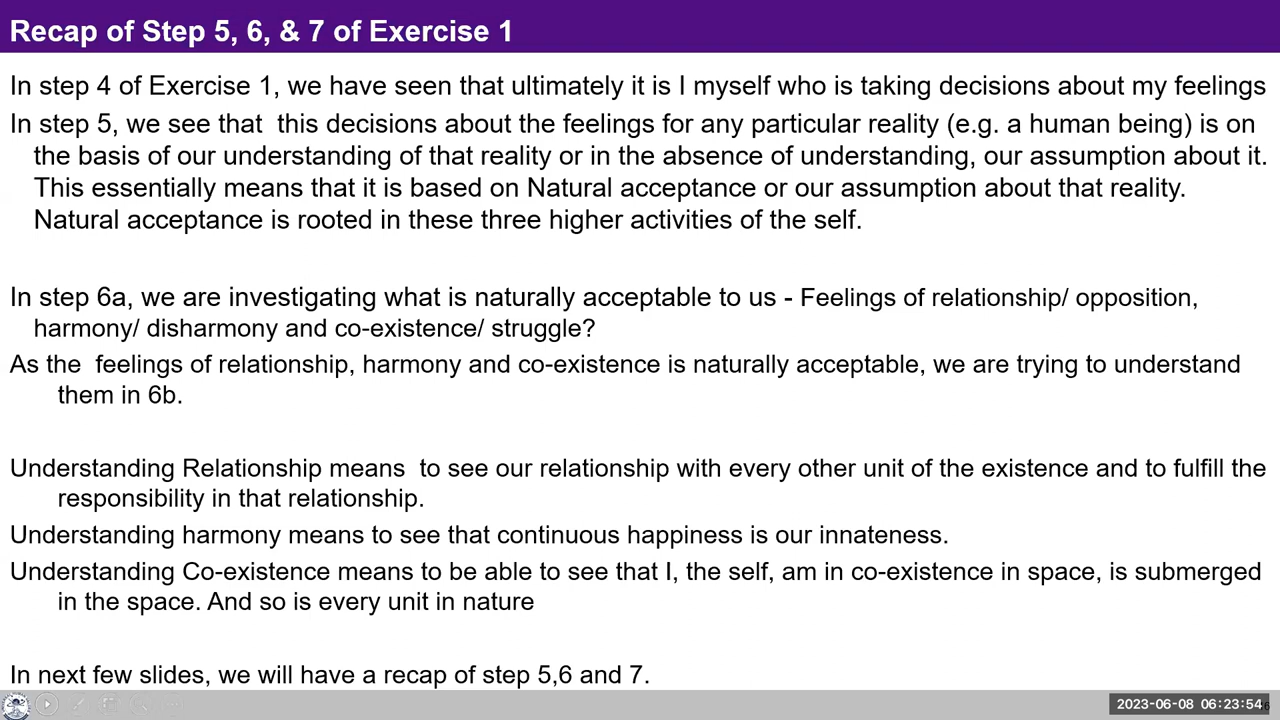 Recap of Step 5, 6, & 7 of Exercise 1
In step 4 of Exercise 1, we have seen that ultimately it is I myself who is taking decisions about my feelings
In step 5, we see that  this decisions about the feelings for any particular reality (e.g. a human being) is on
the basis of our understanding of that reality or in the absence of understanding, our assumption about it.
This essentially means that it is based on Natural acceptance or our assumption about that reality.
Natural acceptance is rooted in these three higher activities of the self.
In step 6a, we are investigating what is naturally acceptable to us - Feelings of relationship/ opposition,
harmony/ disharmony and co-existence/ struggle?
As the  feelings of relationship, harmony and co-existence is naturally acceptable, we are trying to understand
them in 6b.
Understanding Relationship means  to see our relationship with every other unit of the existence and to fulfill the
responsibility in that relationship.
Understanding harmony means to see that continuous happiness is our innateness.
Understanding Co-existence means to be able to see that I, the self, am in co-existence in space, is submerged
in the space. And so is every unit in nature
In next few slides, we will have a recap of step 5,6 and 7.
2023-06-08 06:23:54